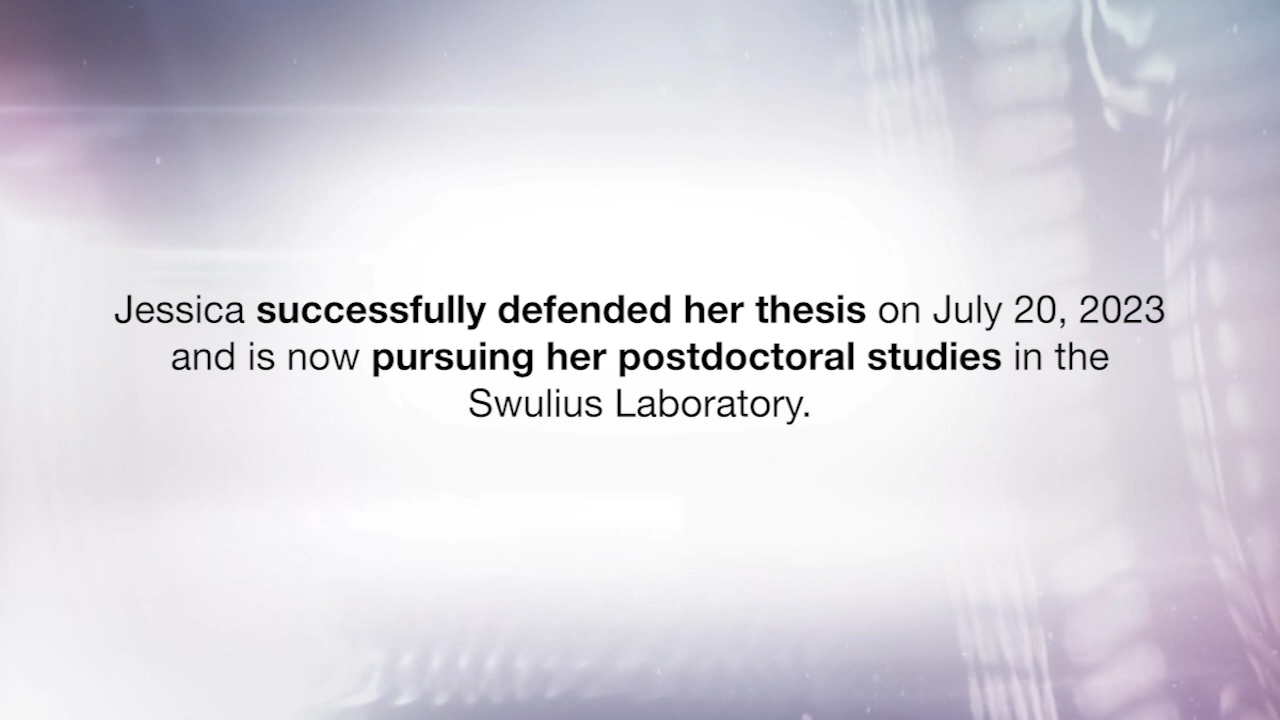 Jessica successfully defended her thesis on July 20, 2023
and is now pursuing her postdoctoral studies in the
Swulius Laboratory.